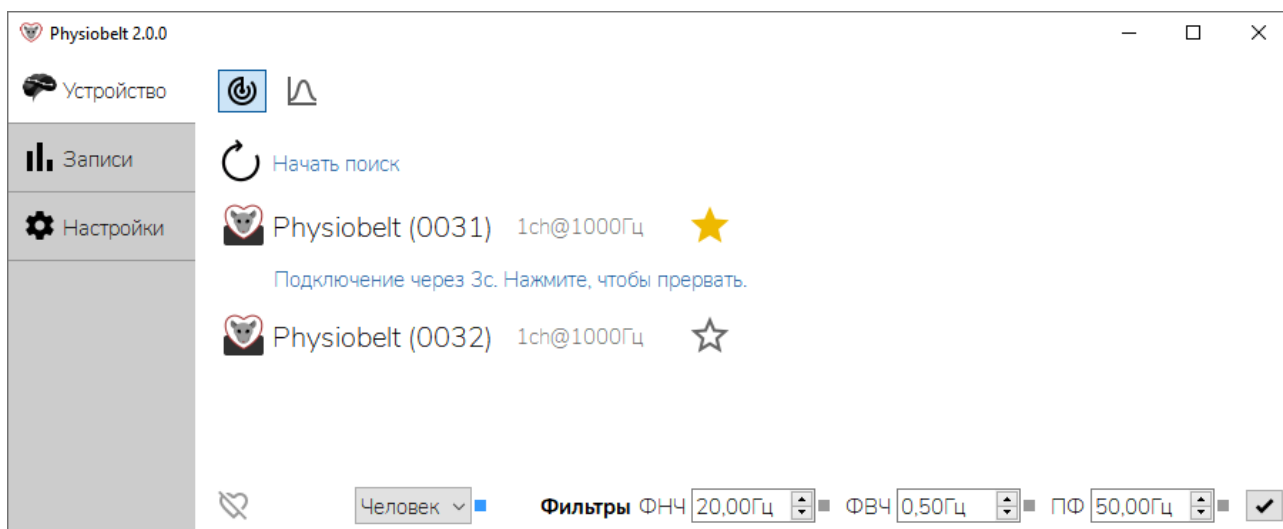 Physiobelt 2.0.0
Устройство
Записи
Настройки
Начать поиск
Physiobelt (0031) 1ch@1000Гц
Подключение через 3с. Нажмите, чтобы прервать.
Physiobelt (0032) 1ch@1000Гц
Человек Фильтры ФНЧ 20,00Гц ФВЧ 0,50Гц ПФ 50,00Гц